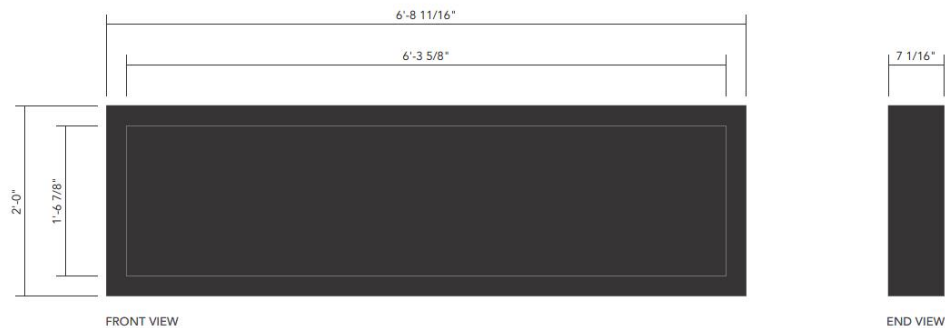 6'-8 11/16"
6'-3 5/8"
7 1/16"
2'-0"
1'-6 7/8"
FRONT VIEW
END VIEW